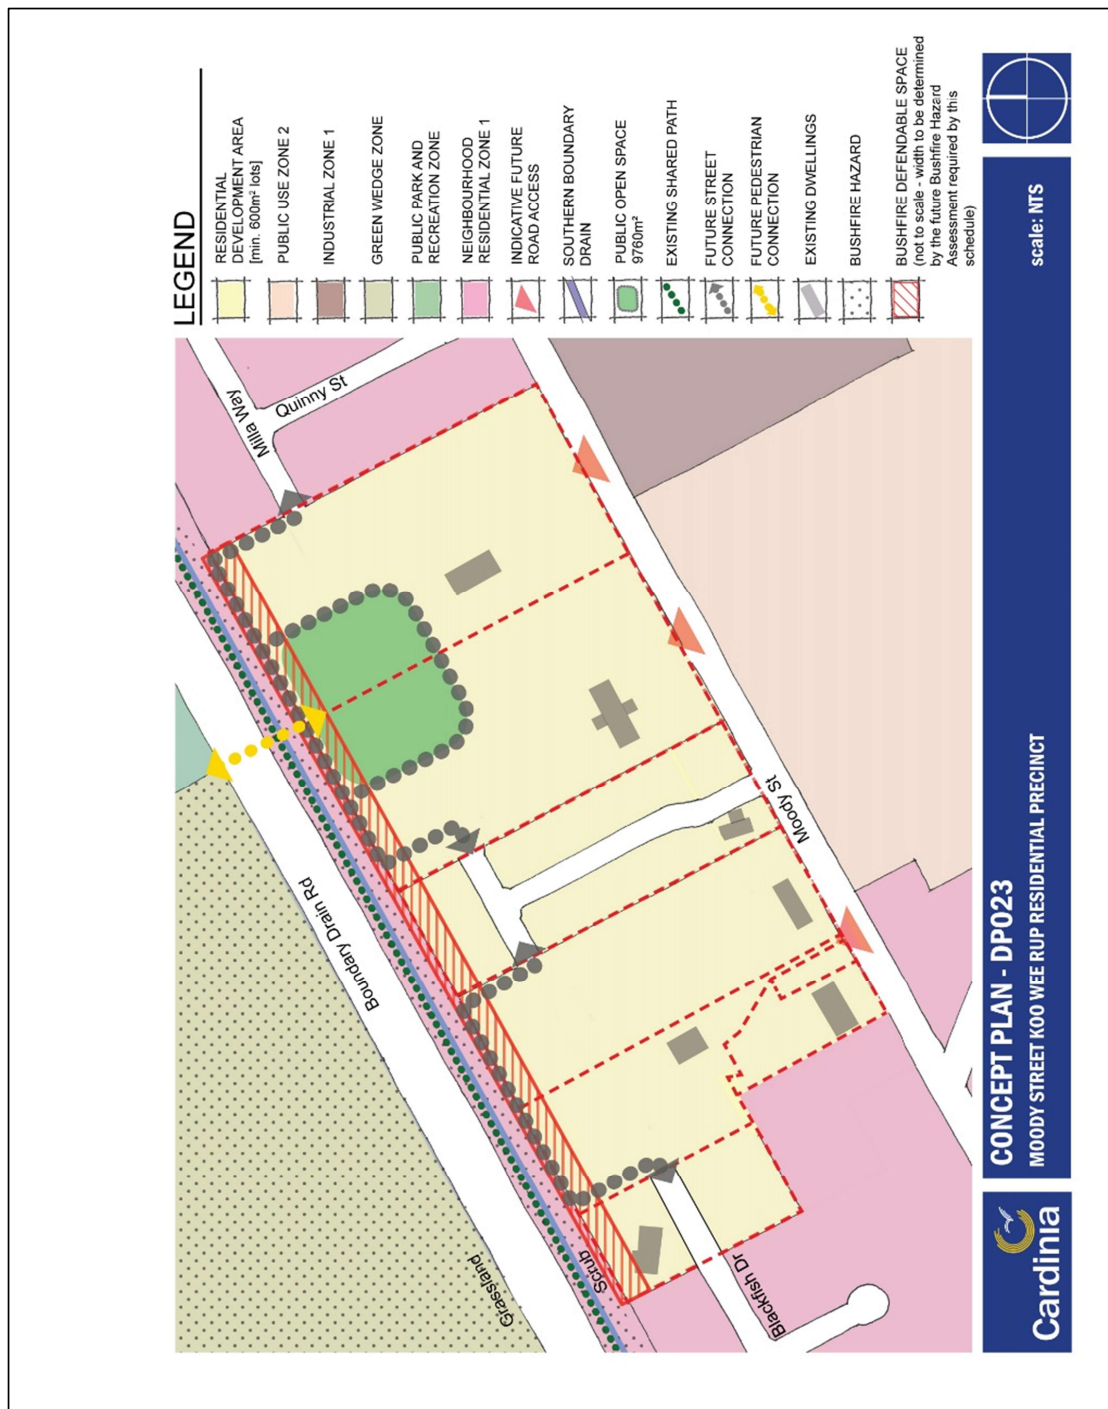 LEGEND
RESIDENTIAL
DEVELOPMENT AREA
[min. 600m² lots]
PUBLIC USE ZONE 2
INDUSTRIAL ZONE 1
GREEN WEDGE ZONE
PUBLIC PARK AND
RECREATION ZONE
NEIGHBOURHOOD
RESIDENTIAL ZONE 1
INDICATIVE FUTURE
ROAD ACCESS
SOUTHERN BOUNDARY
DRAIN
PUBLIC OPEN SPACE
9760m²
EXISTING SHARED PATH
FUTURE STREET
CONNECTION
FUTURE PEDESTRIAN
CONNECTION
EXISTING DWELLINGS
BUSHFIRE HAZARD
BUSHFIRE DEFENDABLE SPACE
(not to scale - width to be determined
by the future Bushfire Hazard
Assessment required by this
schedule)
Milla Way
Quinny St
Boundary Drain Rd
Moody St
Grassland
Scrub
Blackfish Dr
Cardinia
CONCEPT PLAN - DP023
MOODY STREET KOO WEE RUP RESIDENTIAL PRECINCT
scale: NTS